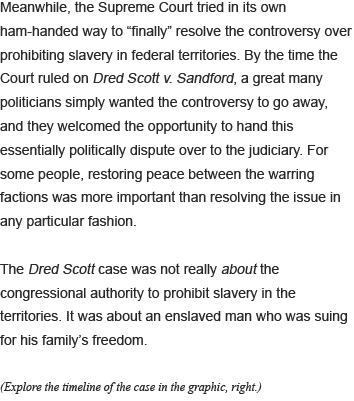 Meanwhile, the Supreme Court tried in its own
ham-handed way to “finally” resolve the controversy over
prohibiting slavery in federal territories. By the time the
Court ruled on Dred Scott v. Sandford, a great many
politicians simply wanted the controversy to go away,
and they welcomed the opportunity to hand this
essentially politically dispute over to the judiciary. For
some people, restoring peace between the warring
factions was more important than resolving the issue in
any particular fashion.

The Dred Scott case was not really about the
congressional authority to prohibit slavery in the
territories. It was about an enslaved man who was suing
for his family’s freedom.

(Explore the timeline of the case in the graphic, right.)